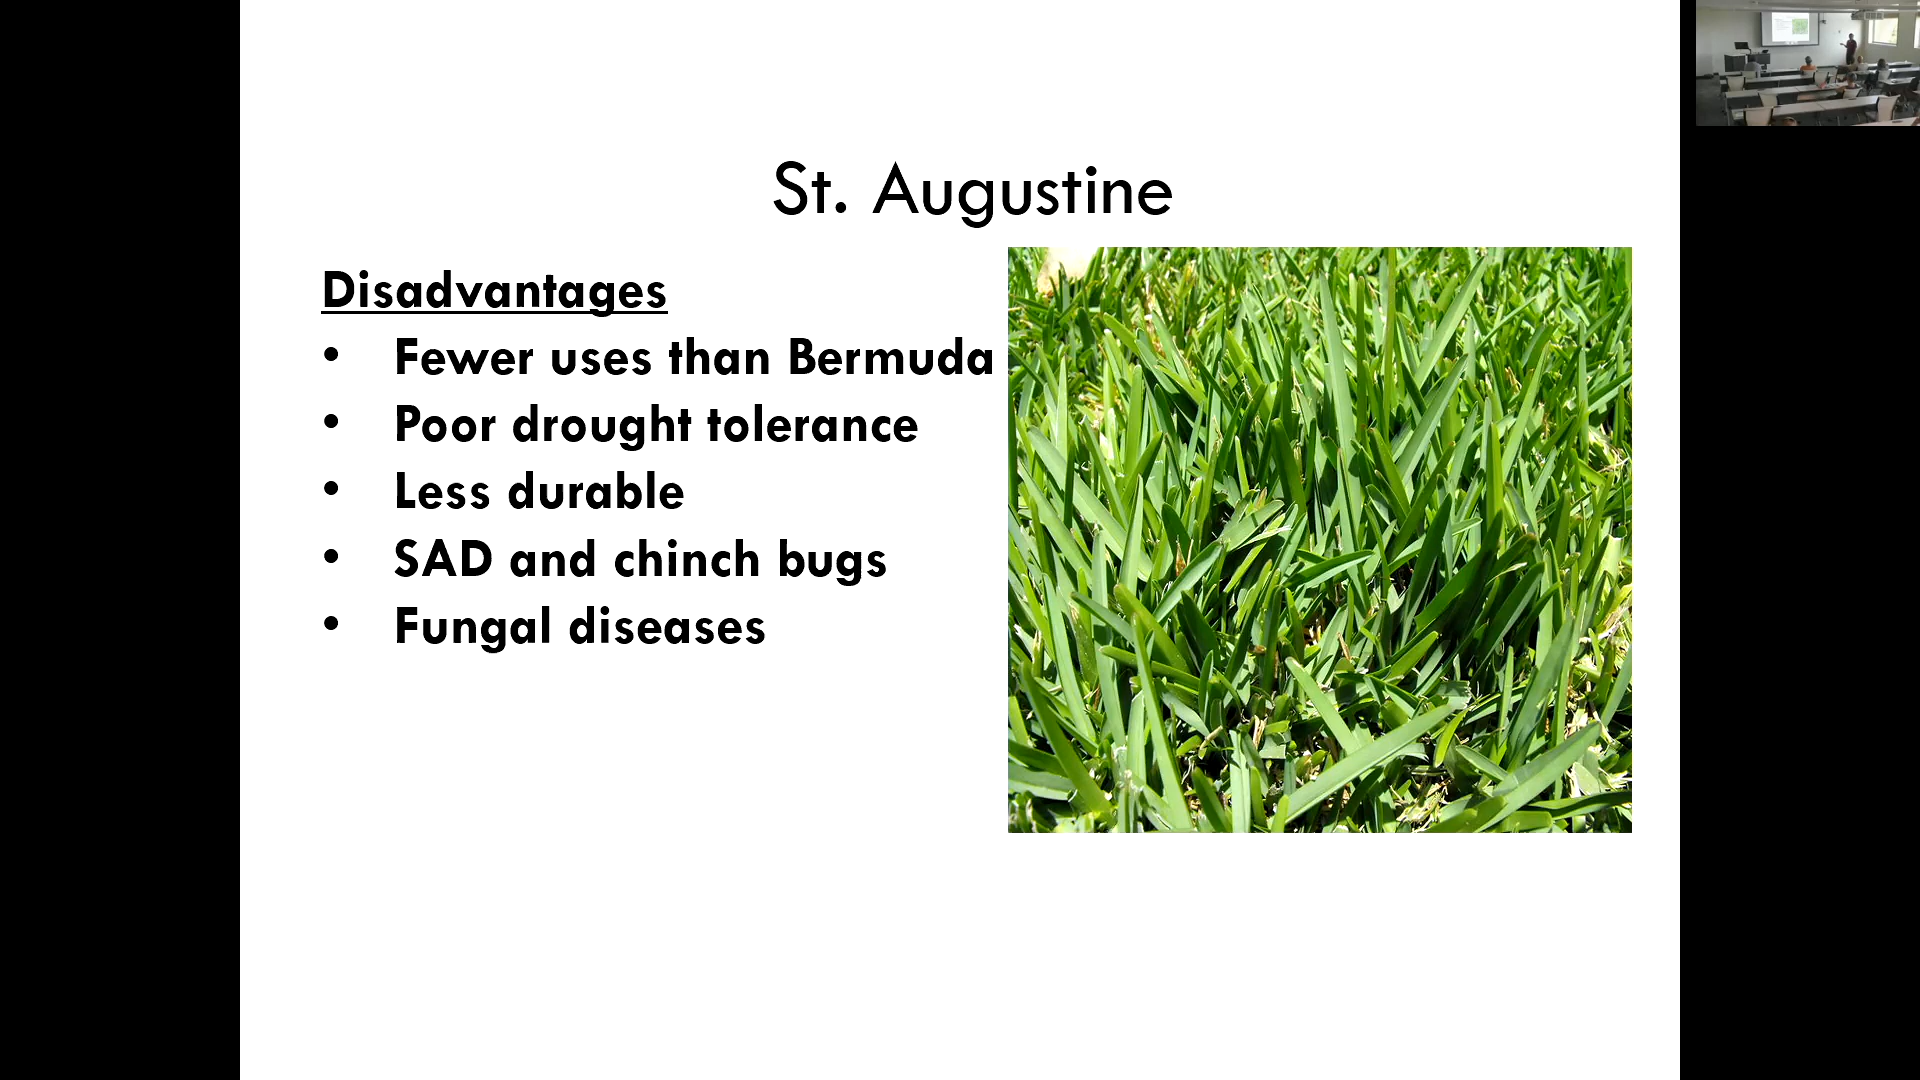 St. Augustine
Disadvantages
• Fewer uses than Bermuda
• Poor drought tolerance
• Less durable
• SAD and chinch bugs
• Fungal diseases